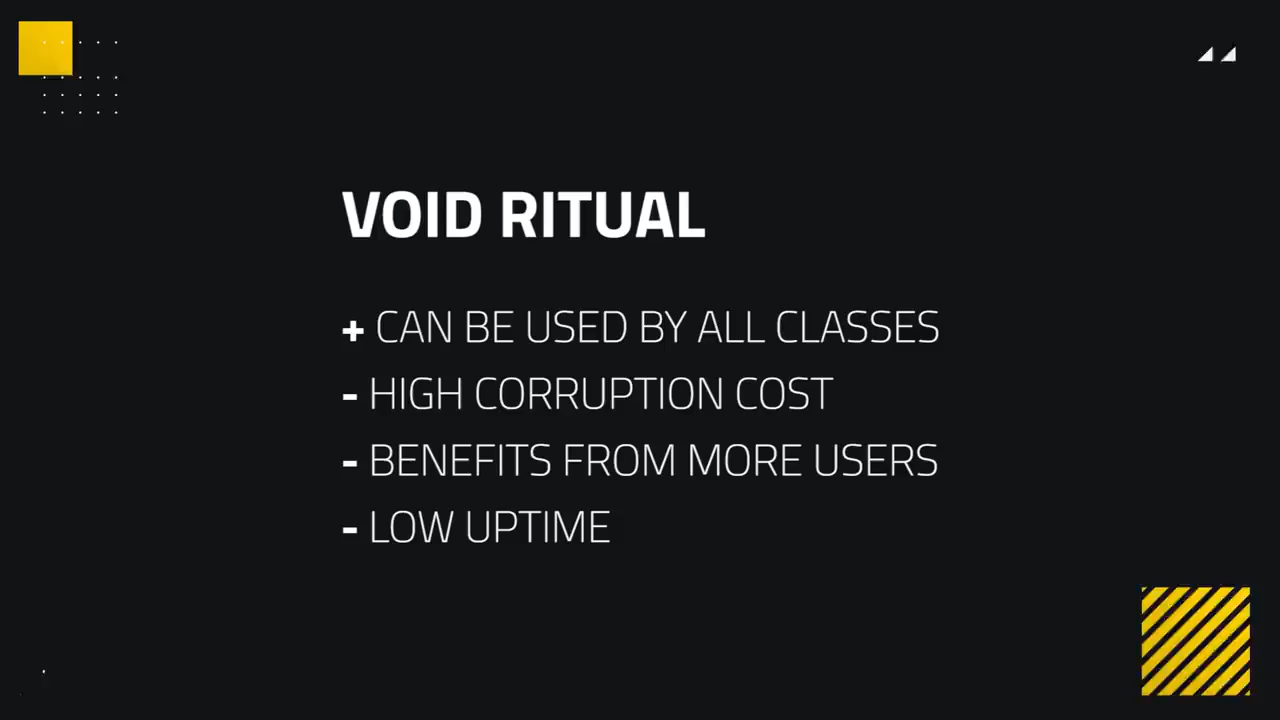 VOID RITUAL
+ CAN BE USED BY ALL CLASSES
- HIGH CORRUPTION COST
- BENEFITS FROM MORE USERS
- LOW UPTIME